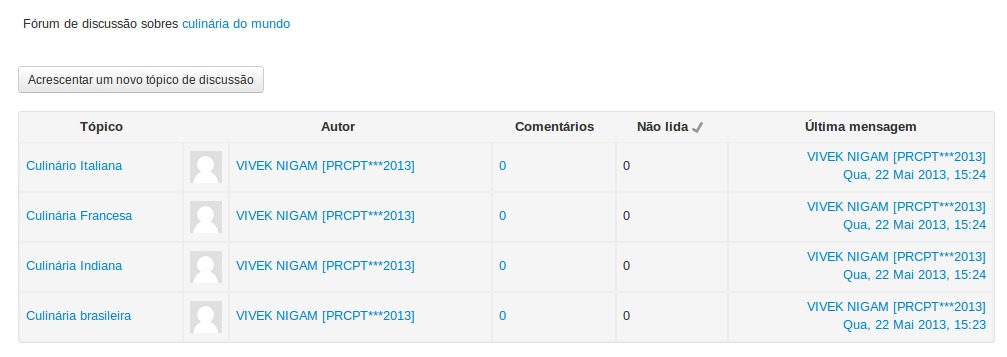 Fórum de discussão sobres culinária do mundo
Acrescentar um novo tópico de discussão
Tópico Autor Comentários Não lida Última mensagem
Culinário Italiana VIVEK NIGAM [PRCPT***2013] 0 0 VIVEK NIGAM [PRCPT***2013]
Qua, 22 Mai 2013, 15:24
Culinária Francesa VIVEK NIGAM [PRCPT***2013] 0 0 VIVEK NIGAM [PRCPT***2013]
Qua, 22 Mai 2013, 15:24
Culinária Indiana VIVEK NIGAM [PRCPT***2013] 0 0 VIVEK NIGAM [PRCPT***2013]
Qua, 22 Mai 2013, 15:24
Culinária brasileira VIVEK NIGAM [PRCPT***2013] 0 0 VIVEK NIGAM [PRCPT***2013]
Qua, 22 Mai 2013, 15:23